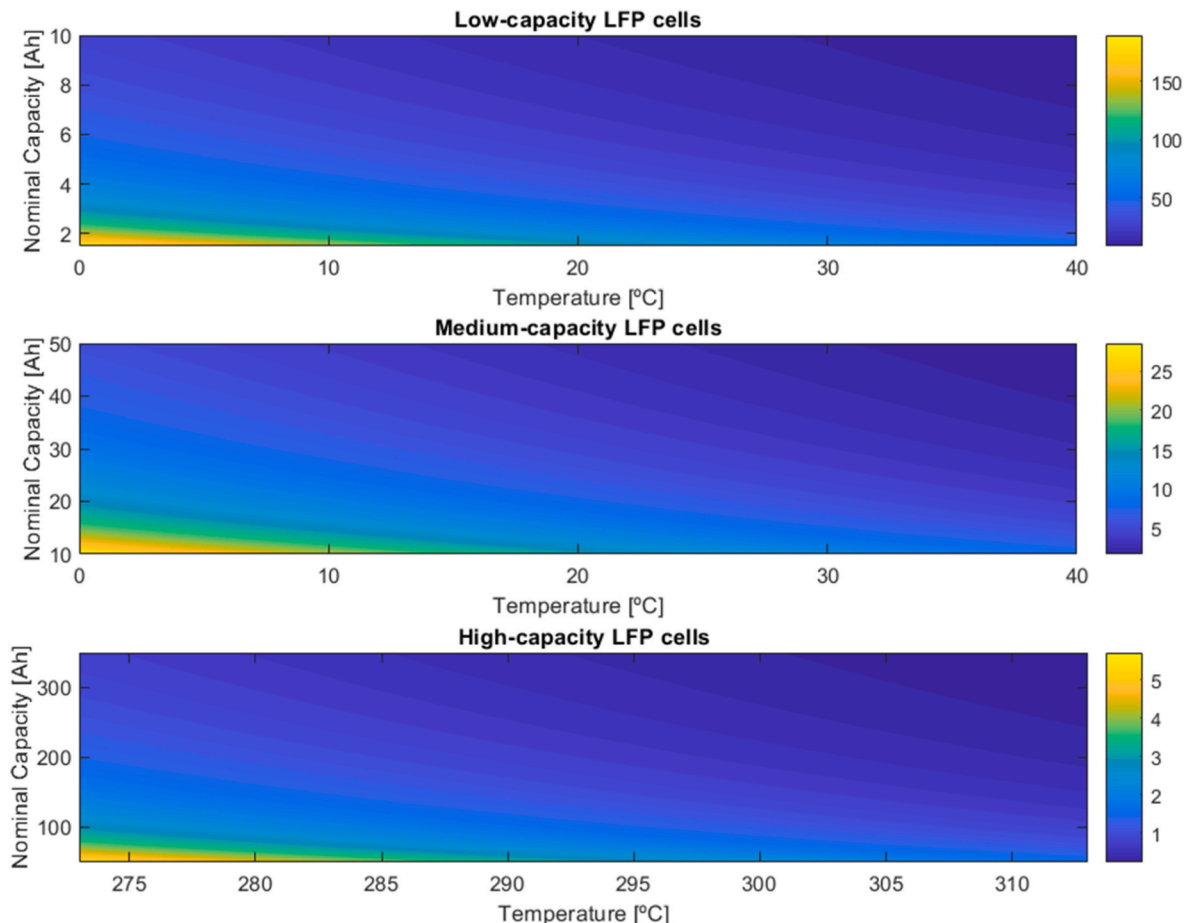 Low-capacity LFP cells
Nominal Capacity [Ah]
10
8
6
4
2
0 10 20 30 40
Temperature [ºC]
150
100
50
Medium-capacity LFP cells
Nominal Capacity [Ah]
50
40
30
20
10
0 10 20 30 40
Temperature [ºC]
25
20
15
10
5
High-capacity LFP cells
Nominal Capacity [Ah]
300
200
100
275 280 285 290 295 300 305 310
Temperature [ºC]
5
4
3
2
1